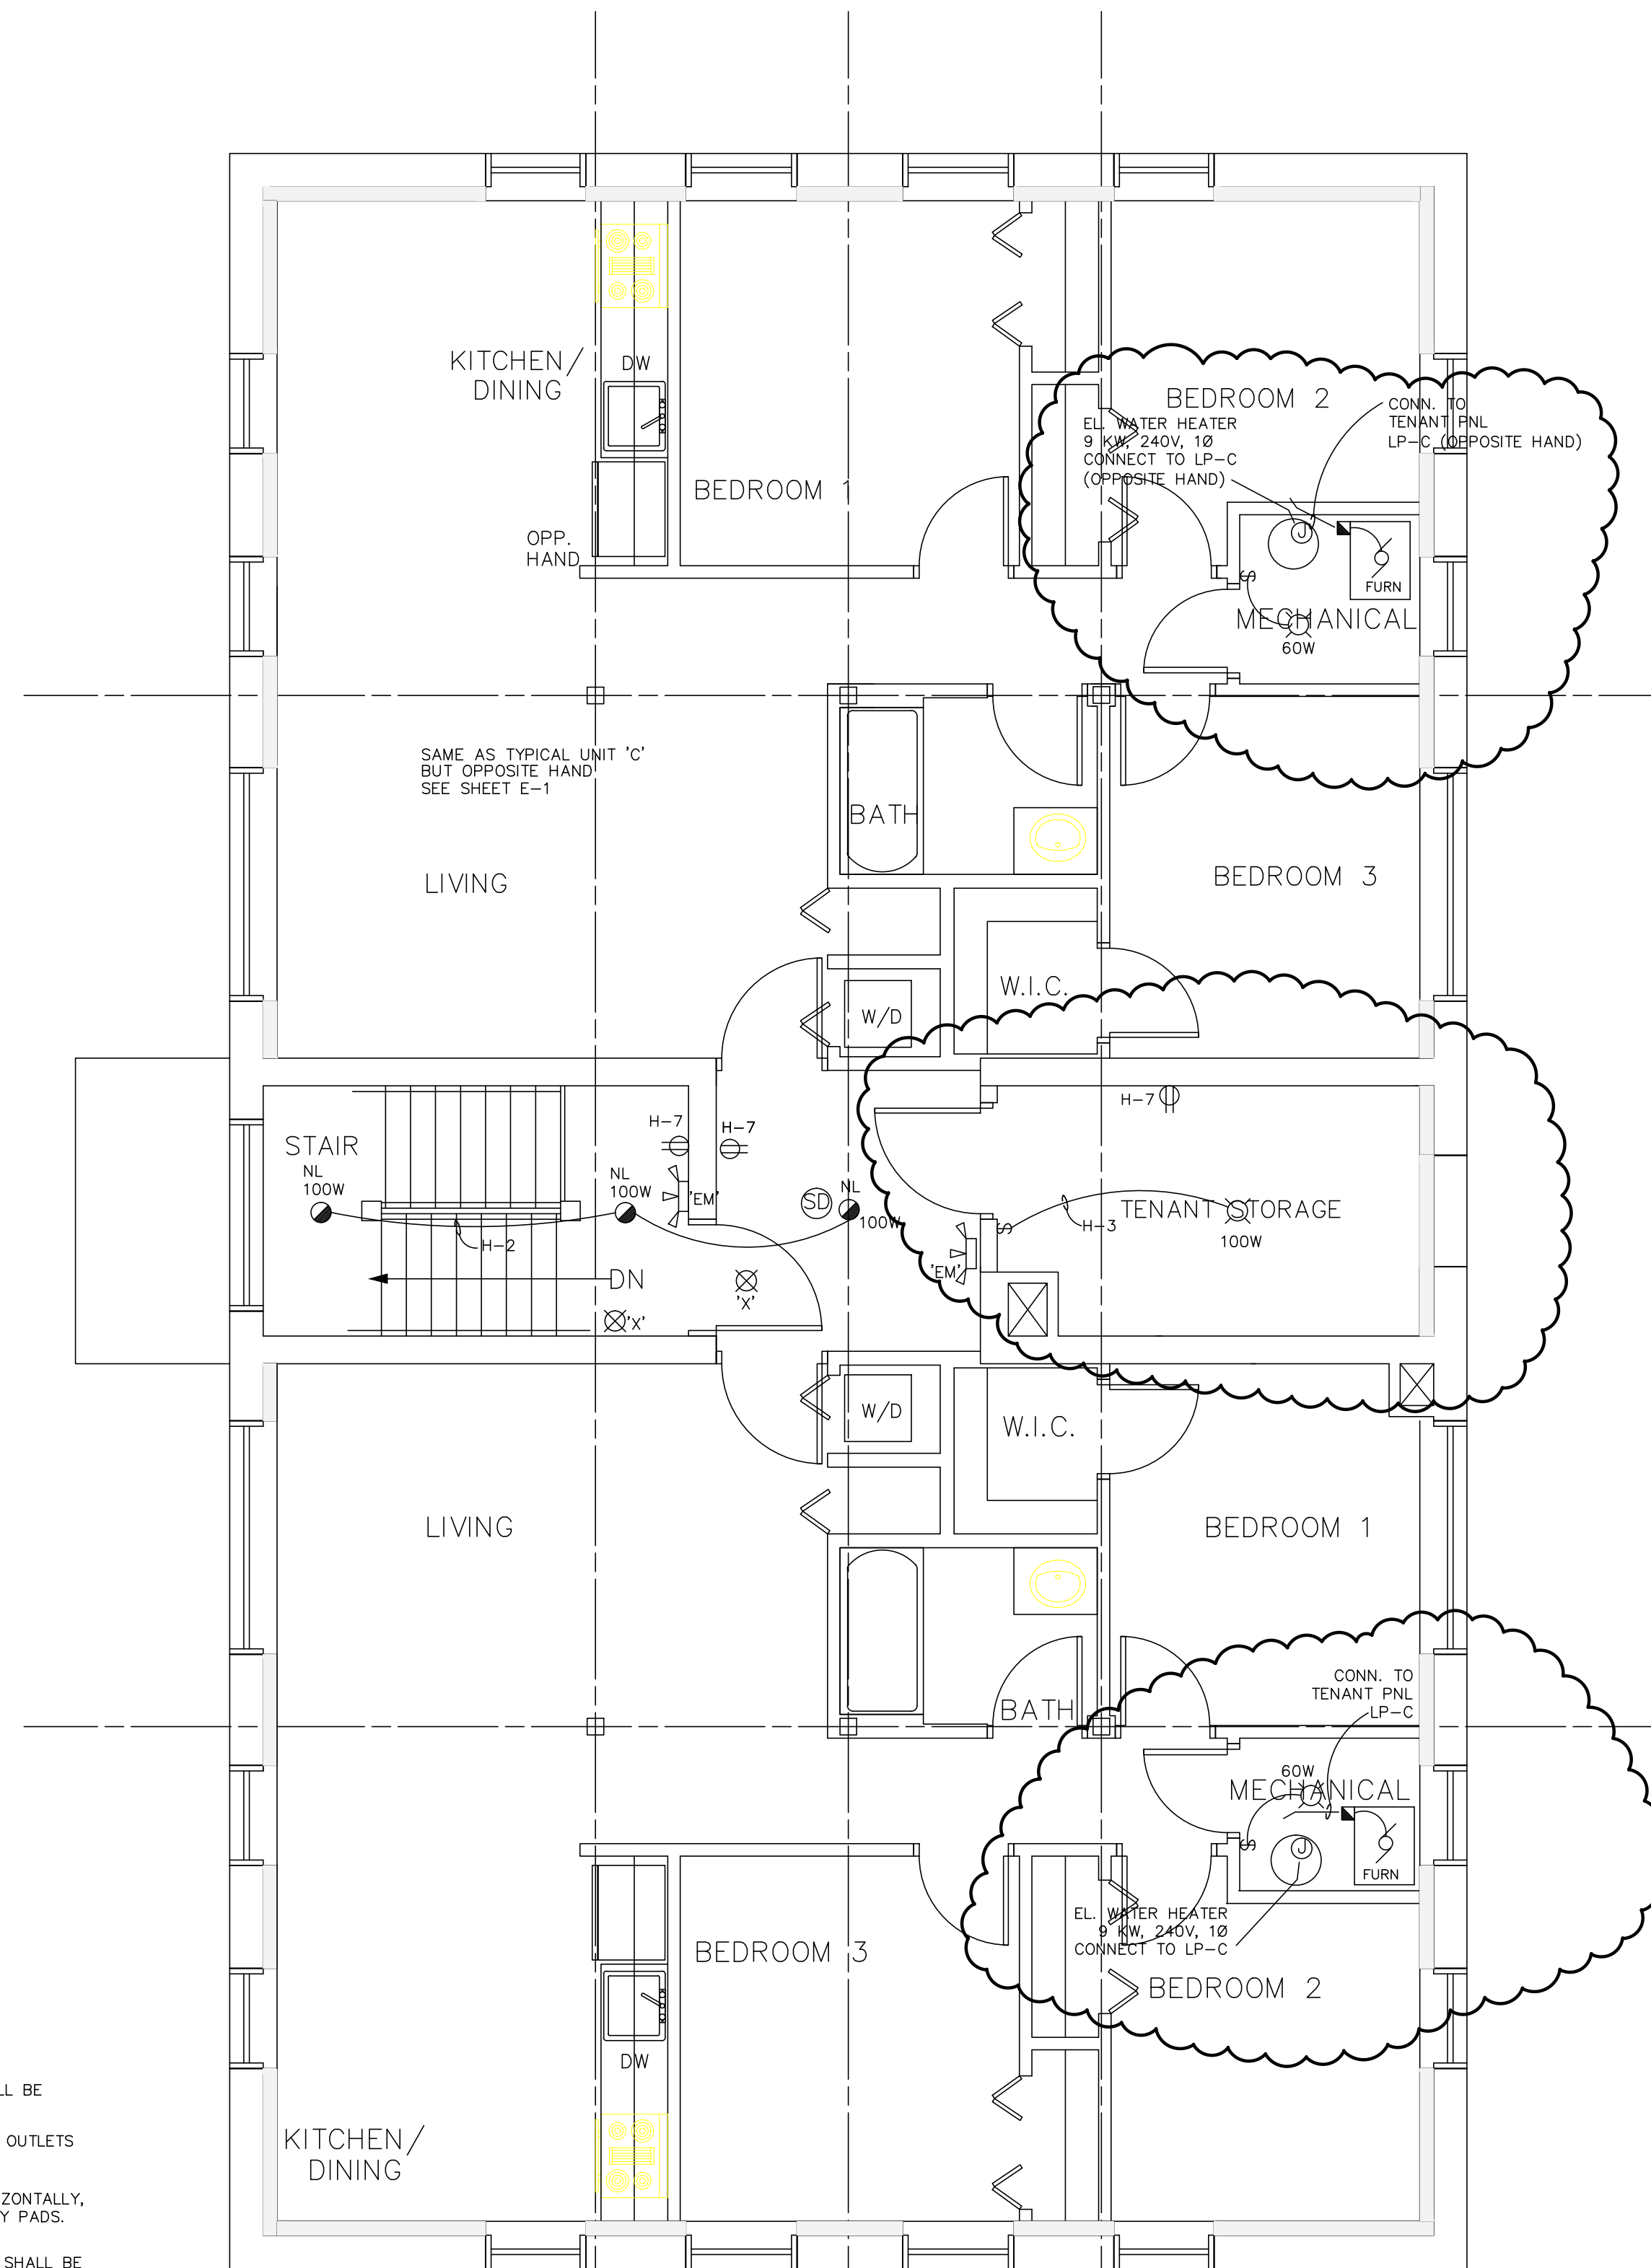 KITCHEN/
DINING
DW
BEDROOM 1
OPP.
HAND
BEDROOM 2
EL. WATER HEATER
9 KW, 240V, 1Ø
CONNECT TO LP-C
(OPPOSITE HAND)
CONN. TO
TENANT PNL
LP-C (OPPOSITE HAND)
J
FURN
S
MECHANICAL
60W
SAME AS TYPICAL UNIT 'C'
BUT OPPOSITE HAND
SEE SHEET E-1
BATH
LIVING
BEDROOM 3
W.I.C.
W/D
STAIR
NL
100W
H-7
H-7
NL
100W
'EM'
SD
NL
100W
H-2
DN
'X'
'X'
H-7
TENANT STORAGE
100W
S
H-3
'EM'
W/D
W.I.C.
LIVING
BEDROOM 1
BATH
CONN. TO
TENANT PNL
LP-C
60W
MECHANICAL
S
J
FURN
EL. WATER HEATER
9 KW, 240V, 1Ø
CONNECT TO LP-C
BEDROOM 3
BEDROOM 2
DW
KITCHEN/
DINING
LL BE
OUTLETS
ZONTALLY,
Y PADS.
SHALL BE